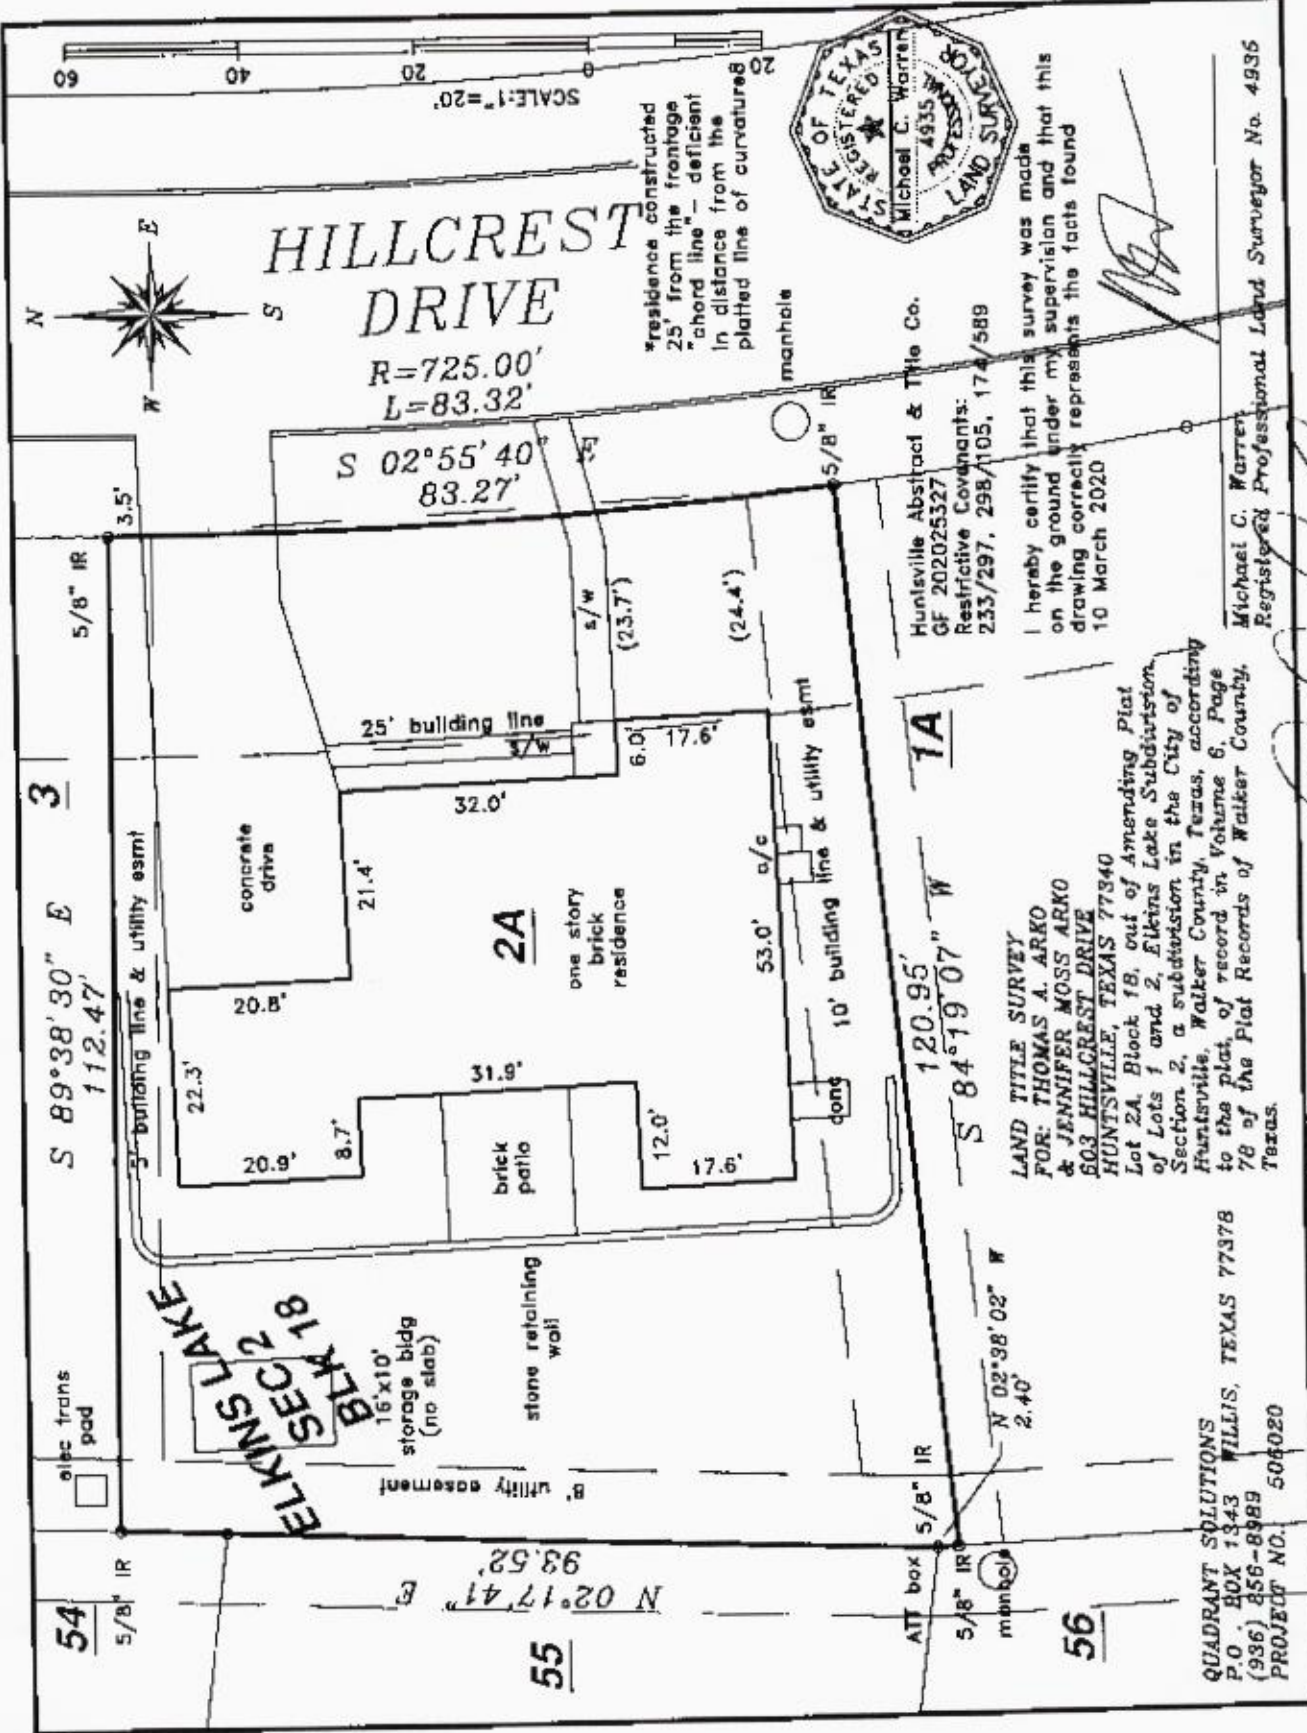 54
5/8" IR
elec trans
pad
S 89°38'30" E
112.47'
3
5/8" IR
3.5'
5' building line & utility esmt
ELKINS LAKE
SEC 2
BLK 18
16'x10'
storage bldg
(no slab)
8' utility easement
stone retaining
wall
N 02°17'41" E
93.52'
55
22.3'
20.9'
8.7'
20.8'
31.9'
brick
patio
12.0'
17.6'
concrete
drive
21.4'
32.0'
2A
one story
brick
residence
25' building line
s/w
6.0'
17.6'
s/w
(23.7')
(24.4')
53.0'
a/c
conc
10' building line & utility esmt
S 02°55'40"
83.27'
HILLCREST
DRIVE
R=725.00'
L=83.32'
N
E
S
W
60
40
20
0
20
SCALE:1"=20'
*residence constructed
25' from the frontage
"chord line"- deficient
in distance from the
platted line of curvature
manhole
5/8" IR
120.95'
S 84°19'07" W
1A
ATT box
5/8" IR
5/8" IR
manhole
N 02°38'02" W
2.40'
56
LAND TITLE SURVEY
FOR: THOMAS A. ARKO
& JENNIFER MOSS ARKO
603 HILLCREST DRIVE
HUNTSVILLE, TEXAS 77340
Lot 2A, Block 18, out of Amending Plat
of Lots 1 and 2, Elkins Lake Subdivision,
Section 2, a subdivision in the City of
Huntsville, Walker County, Texas, according
to the plat, of record in Volume 6, Page
78 of the Plat Records of Walker County,
Texas.
QUADRANT SOLUTIONS
P.O. BOX 1343 WILLIS, TEXAS 77378
(936) 856-8989
PROJECT NO.: 506020
Huntsville Abstract & Title Co.
GF 202025327
Restrictive Covenants:
233/297, 298/105, 174/589
I hereby certify that this survey was made
on the ground under my supervision and that this
drawing correctly represents the facts found
10 March 2020
STATE OF TEXAS
REGISTERED
Michael C. Warren
4935
PROFESSIONAL
LAND SURVEYOR
Michael C. Warren
Registered Professional Land Surveyor No. 4935